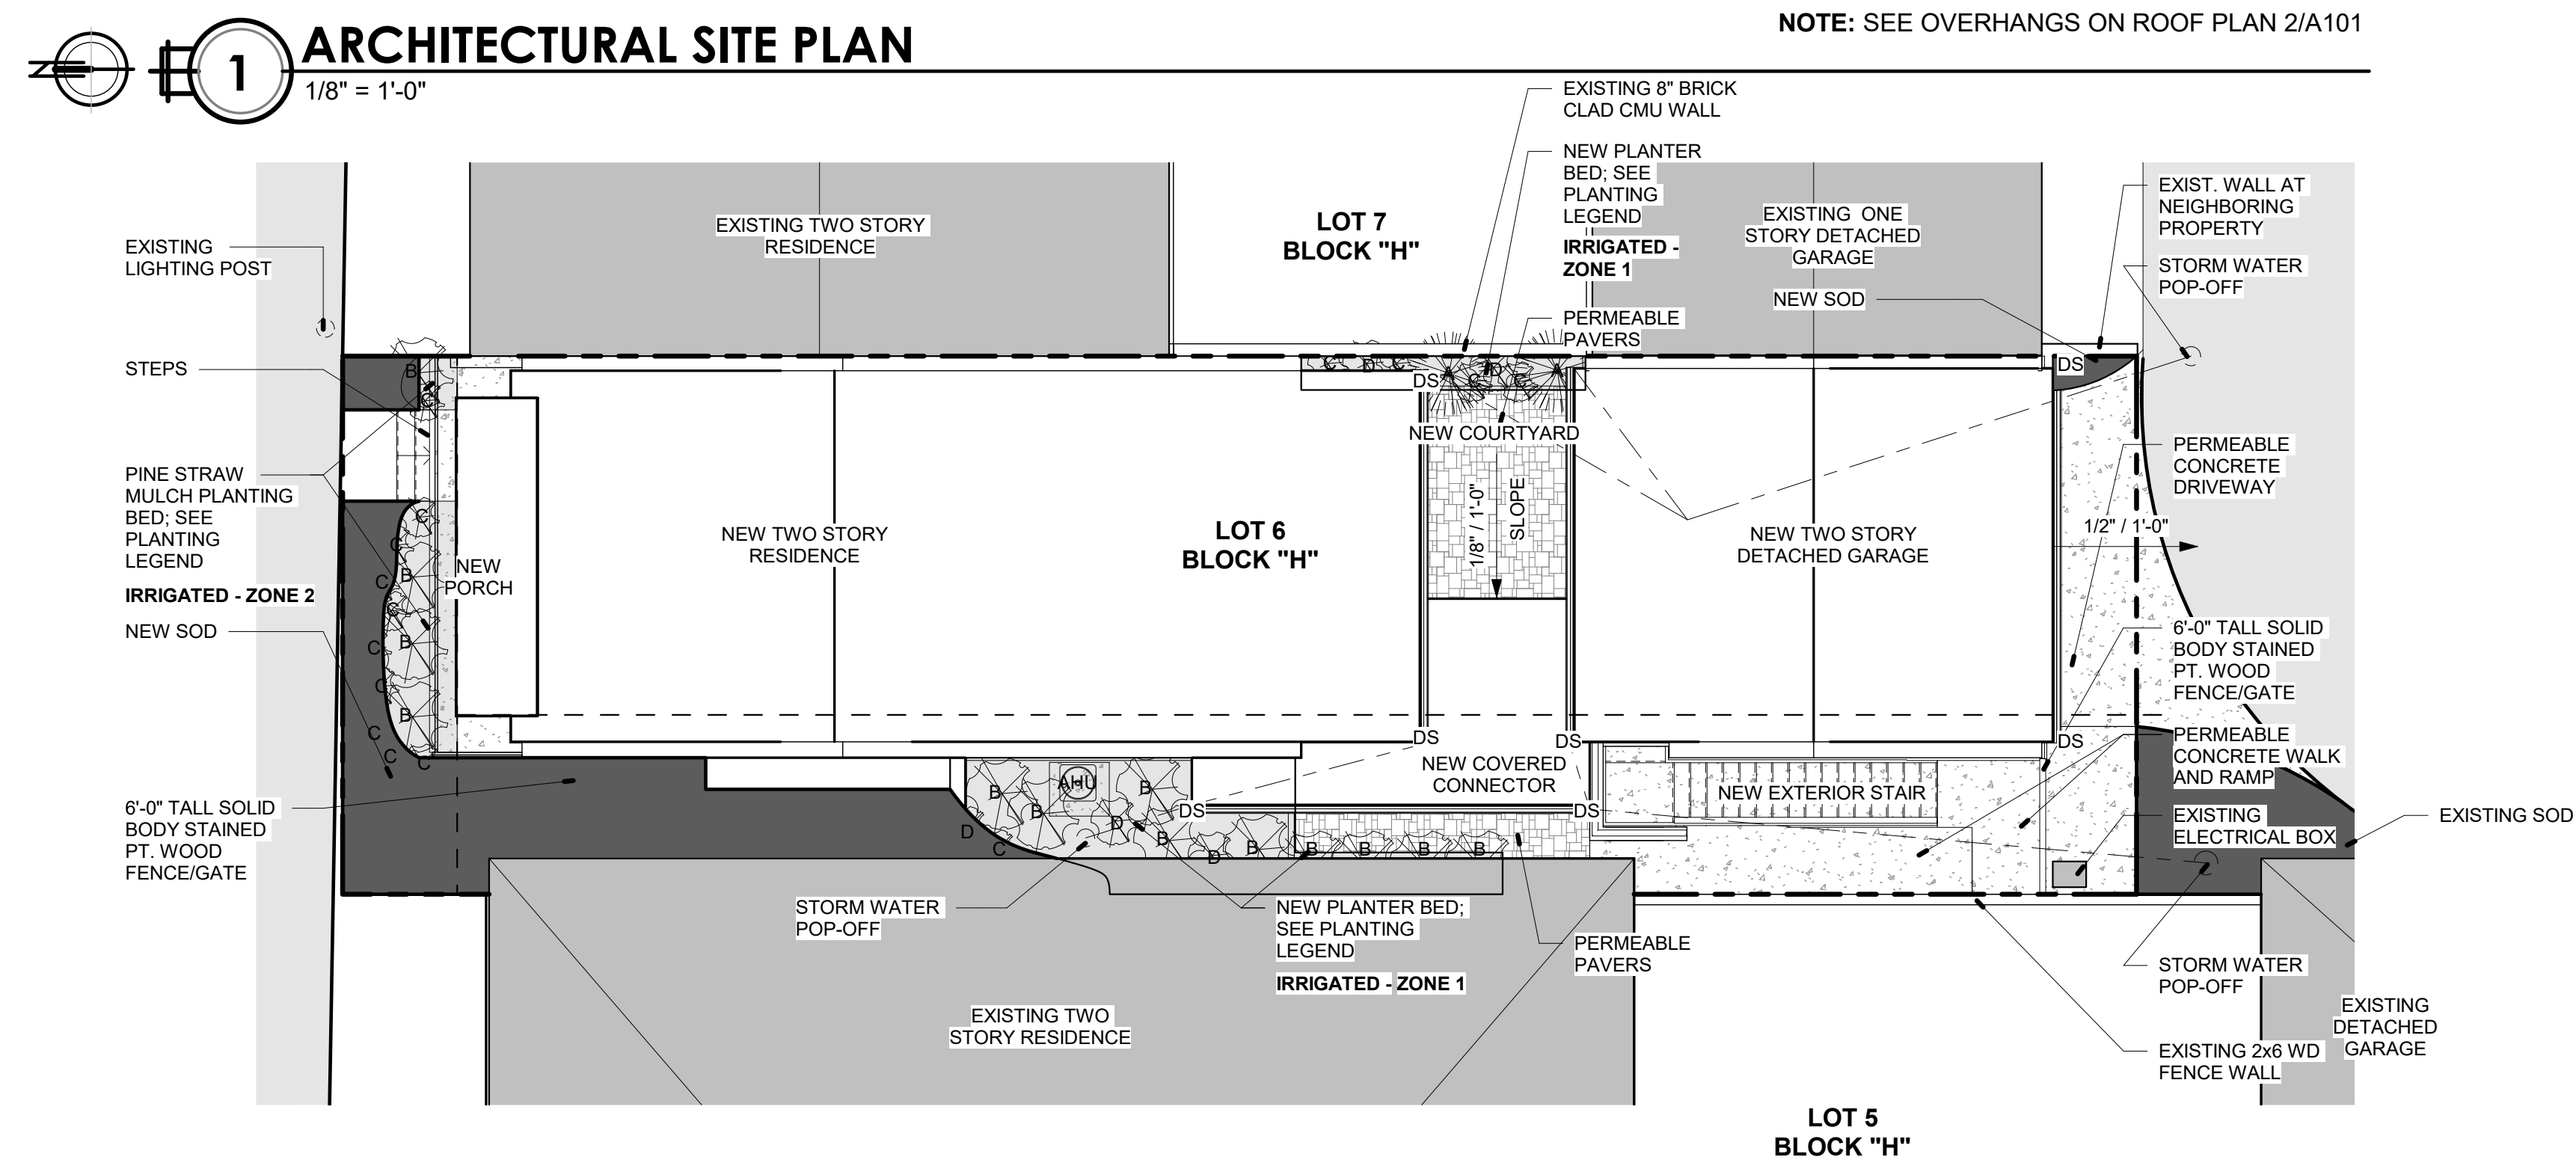 NOTE: SEE OVERHANGS ON ROOF PLAN 2/A101
Z
1
ARCHITECTURAL SITE PLAN
1/8" = 1'-0"
EXISTING 8" BRICK
CLAD CMU WALL
NEW PLANTER
BED; SEE
PLANTING
LEGEND
IRRIGATED -
ZONE 1
PERMEABLE
PAVERS
EXISTING TWO STORY
RESIDENCE
LOT 7
BLOCK "H"
EXISTING ONE
STORY DETACHED
GARAGE
NEW SOD
EXIST. WALL AT
NEIGHBORING
PROPERTY
STORM WATER
POP-OFF
EXISTING
LIGHTING POST
STEPS
PINE STRAW
MULCH PLANTING
BED; SEE
PLANTING
LEGEND
IRRIGATED - ZONE 2
NEW SOD
6'-0" TALL SOLID
BODY STAINED
PT. WOOD
FENCE/GATE
B
C
C
C
C
B
C
C
B
C
B
C
C
C
NEW
PORCH
NEW TWO STORY
RESIDENCE
LOT 6
BLOCK "H"
C
D
C
A
C
D
C
A
DS
DS
NEW COURTYARD
1/8" / 1'-0"
SLOPE
NEW TWO STORY
DETACHED GARAGE
1/2" / 1'-0"
PERMEABLE
CONCRETE
DRIVEWAY
6'-0" TALL SOLID
BODY STAINED
PT. WOOD
FENCE/GATE
PERMEABLE
CONCRETE WALK
AND RAMP
EXISTING
ELECTRICAL BOX
EXISTING SOD
DS
DS
DS
NEW COVERED
CONNECTOR
NEW EXTERIOR STAIR
AHU
B
B
B
D
B
D
C
D
B
B
B
B
B
DS
DS
STORM WATER
POP-OFF
NEW PLANTER BED;
SEE PLANTING
LEGEND
IRRIGATED - ZONE 1
PERMEABLE
PAVERS
STORM WATER
POP-OFF
EXISTING
DETACHED
GARAGE
EXISTING TWO
STORY RESIDENCE
EXISTING 2x6 WD
FENCE WALL
LOT 5
BLOCK "H"